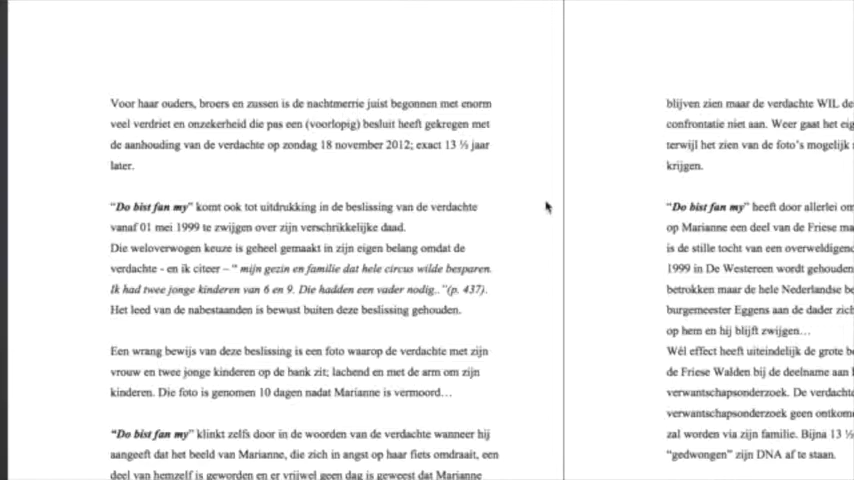 Voor haar ouders, broers en zussen is de nachtmerrie juist begonnen met enorm
veel verdriet en onzekerheid die pas een (voorlopig) besluit heeft gekregen met
de aanhouding van de verdachte op zondag 18 november 2012; exact 13 ½ jaar
later.
“Do bist fan my” komt ook tot uitdrukking in de beslissing van de verdachte
vanaf 01 mei 1999 te zwijgen over zijn verschrikkelijke daad.
Die weloverwogen keuze is geheel gemaakt in zijn eigen belang omdat de
verdachte - en ik citeer – “ mijn gezin en familie dat hele circus wilde besparen.
Ik had twee jonge kinderen van 6 en 9. Die hadden een vader nodig..”(p. 437).
Het leed van de nabestaanden is bewust buiten deze beslissing gehouden.
Een wrang bewijs van deze beslissing is een foto waarop de verdachte met zijn
vrouw en twee jonge kinderen op de bank zit; lachend en met de arm om zijn
kinderen. Die foto is genomen 10 dagen nadat Marianne is vermoord…
“Do bist fan my” klinkt zelfs door in de woorden van de verdachte wanneer hij
aangeeft dat het beeld van Marianne, die zich in angst op haar fiets omdraait, een
deel van hemzelf is geworden en er vrijwel geen dag is geweest dat Marianne
blijven zien maar de verdachte WIL de
confrontatie niet aan. Weer gaat het eig
terwijl het zien van de foto’s mogelijk
krijgen.
“Do bist fan my” heeft door allerlei om
op Marianne een deel van de Friese ma
is de stille tocht van een overweldigend
1999 in De Westereen wordt gehouden
betrokken maar de hele Nederlandse be
burgemeester Eggens aan de dader zich
op hem en hij blijft zwijgen…
Wél effect heeft uiteindelijk de grote b
de Friese Walden bij de deelname aan h
verwantschapsonderzoek. De verdachte
verwantschapsonderzoek geen ontkome
zal worden via zijn familie. Bijna 13 ½
“gedwongen” zijn DNA af te staan.